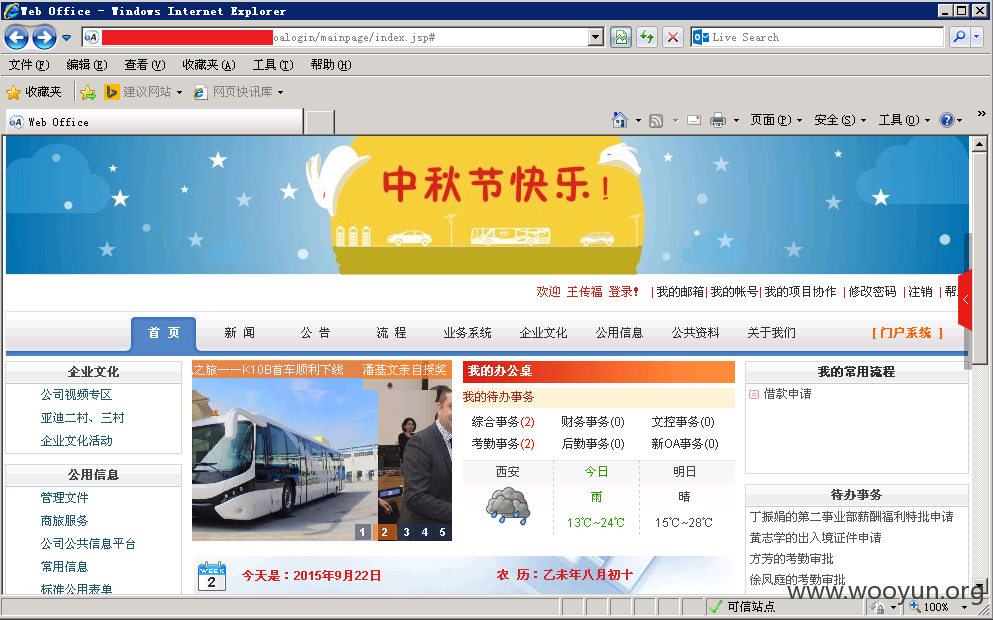 Web Office - Windows Internet Explorer
oalogin/mainpage/index.jsp#
Live Search
文件(F) 编辑(E) 查看(V) 收藏夹(A) 工具(T) 帮助(H)
收藏夹 建议网站 网页快讯库
Web Office
页面(P) 安全(S) 工具(O)
中秋节快乐!
欢迎 王传福 登录! |我的邮箱|我的帐号|我的项目协作 |修改密码 |注销 |帮
首 页 新 闻 公 告 流 程 业务系统 企业文化 公用信息 公共资料 关于我们 [ 门户系统 ]
企业文化
公司视频专区
亚迪二村、三村
企业文化活动
公用信息
管理文件
商旅服务
公司公共信息平台
常用信息
标准公用表单
之旅——K10B首车顺利下线 潘基文亲自授奖
1 2 3 4 5
我的办公桌
我的待办事务
综合事务(2) 财务事务(0) 文控事务(0)
考勤事务(2) 后勤事务(0) 新OA事务(0)
西安 今日 明日
雨 晴
13℃~24℃ 15℃~28℃
WEEK
2
今天是：2015年9月22日 农 历：乙未年八月初十
我的常用流程
借款申请
待办事务
丁振娟的第二事业部薪酬福利特批申请
黄志学的出入境证件申请
方芳的考勤审批
徐凤庭的考勤审批
www.wooyun.org
可信站点 100%